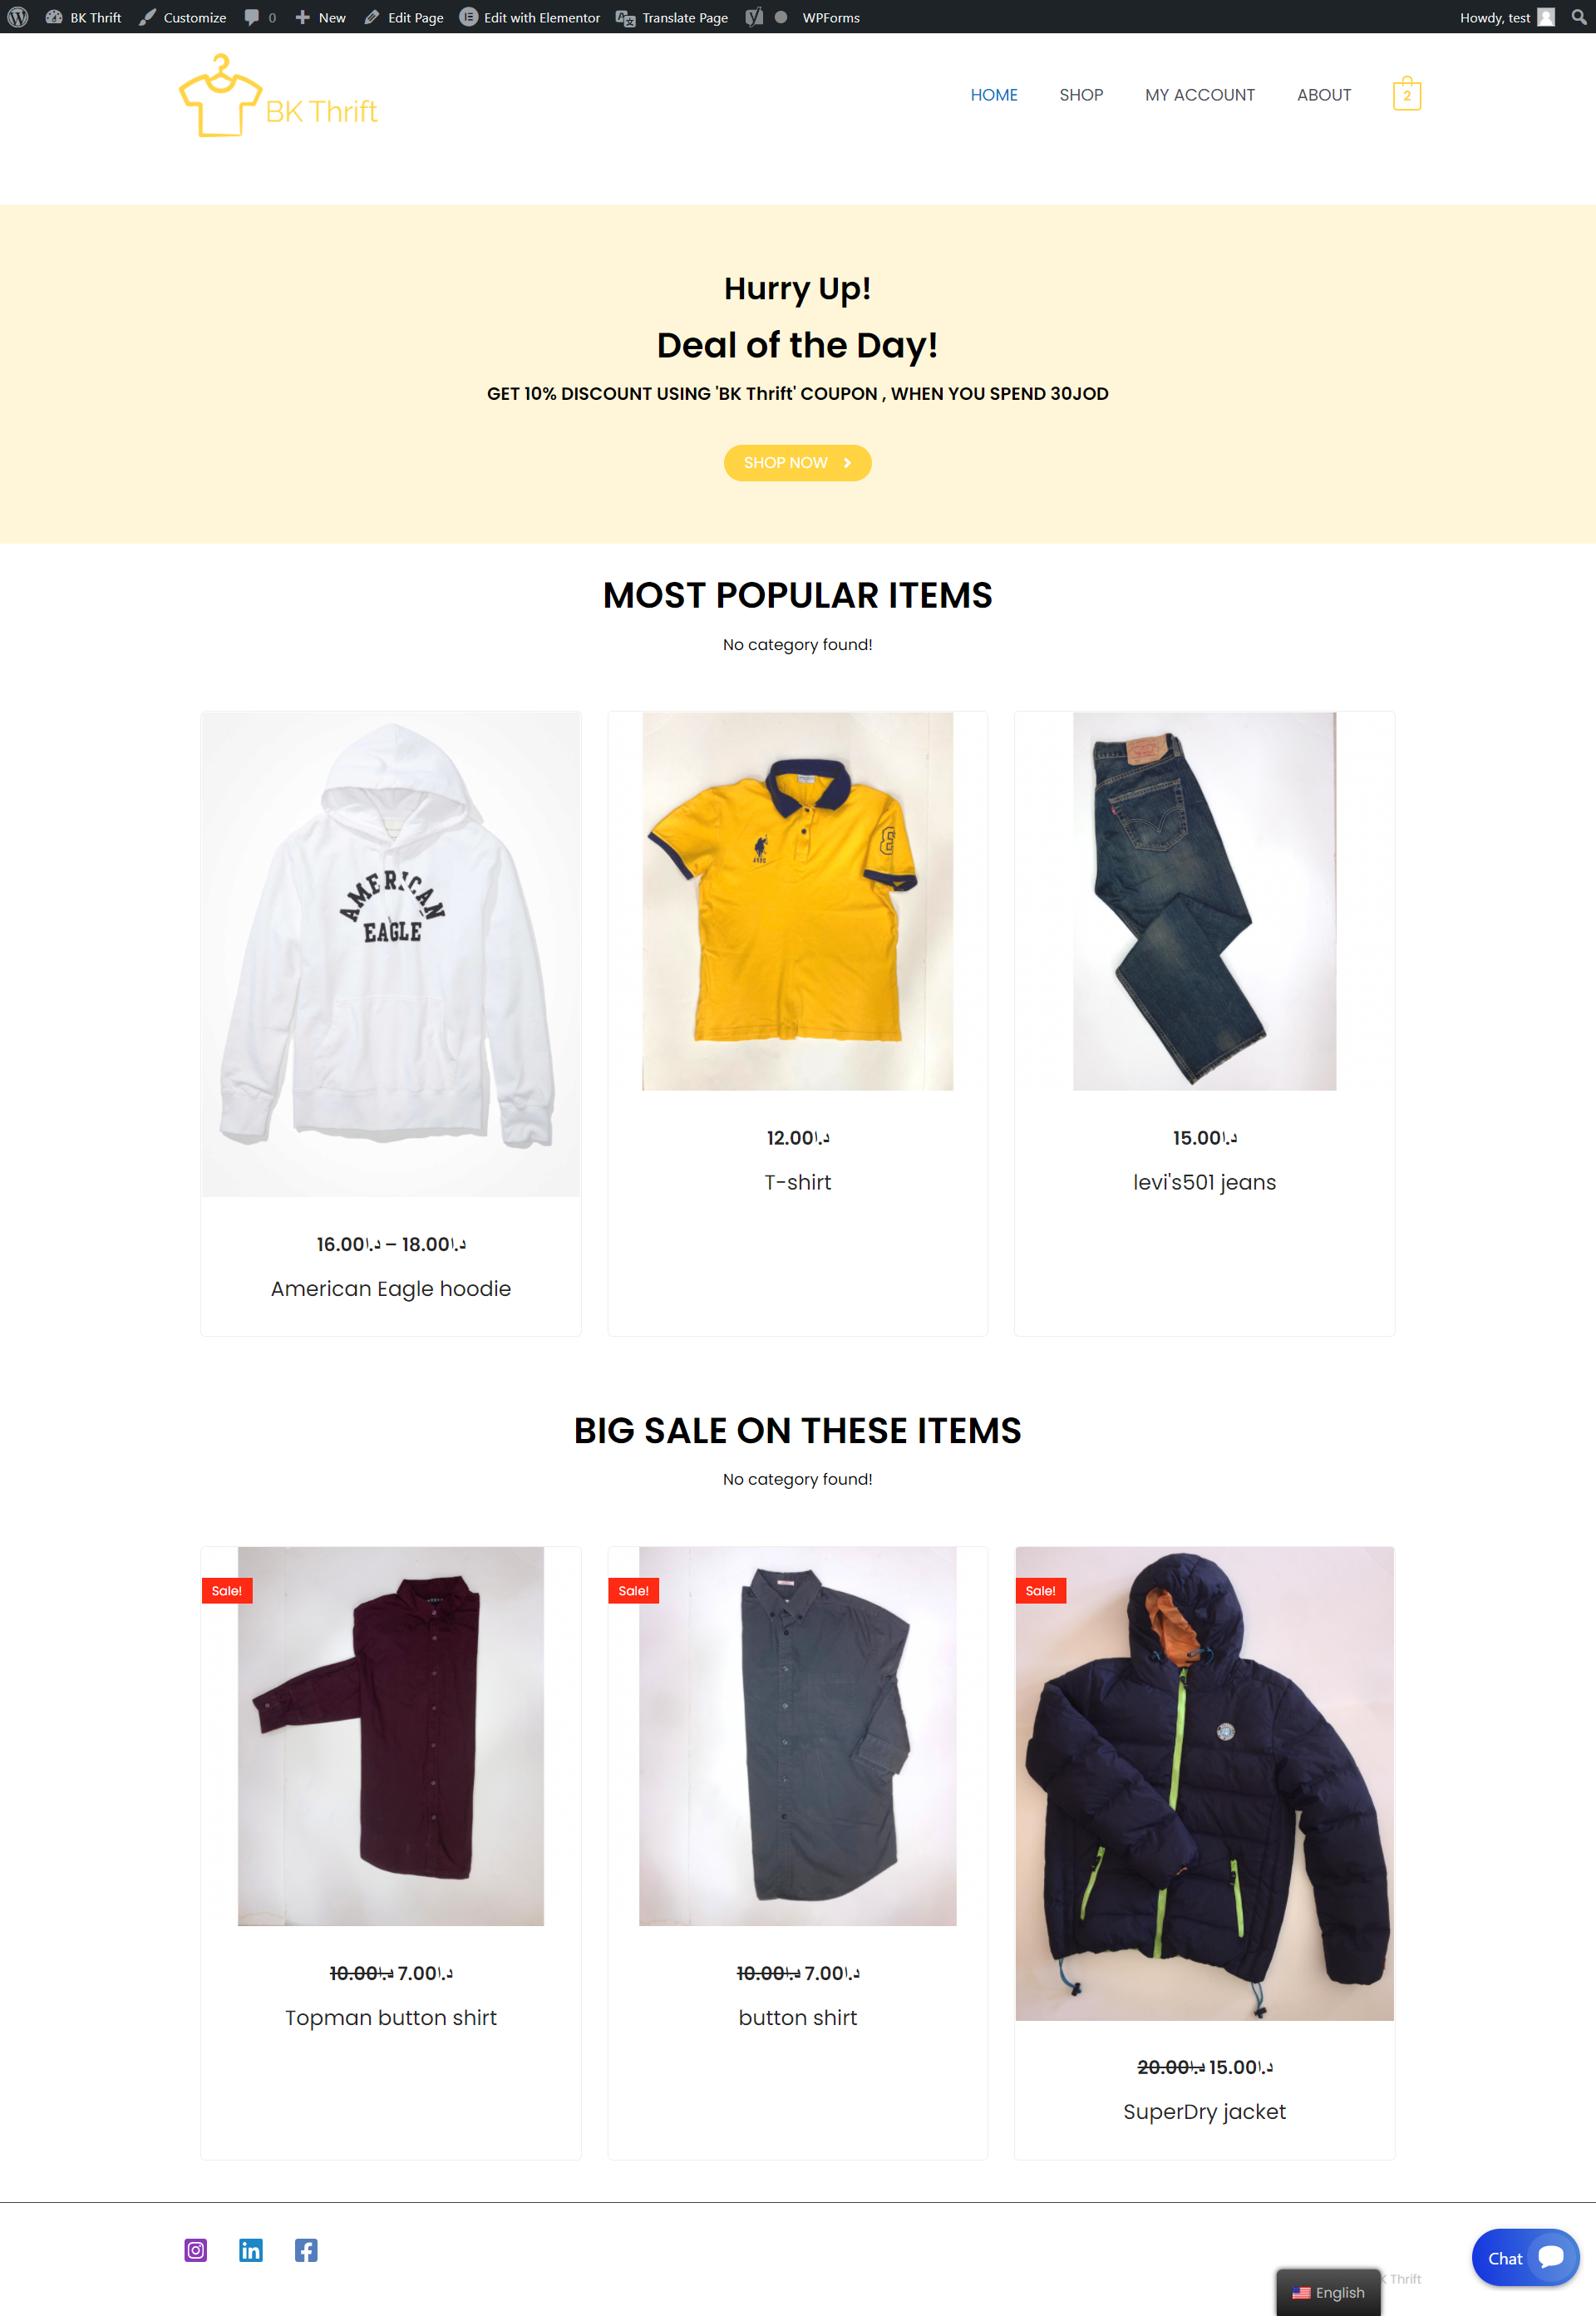 BK Thrift Customize 0 New Edit Page Edit with Elementor Translate Page WPForms Howdy, test
BK Thrift
HOME SHOP MY ACCOUNT ABOUT 2
Hurry Up!
Deal of the Day!
GET 10% DISCOUNT USING 'BK Thrift' COUPON , WHEN YOU SPEND 30JOD
SHOP NOW
MOST POPULAR ITEMS
No category found!
AMERICAN
EAGLE
3
16.00د.ا – 18.00د.ا
American Eagle hoodie
12.00د.ا
T-shirt
15.00د.ا
levi's501 jeans
BIG SALE ON THESE ITEMS
No category found!
Sale!
Sale!
Sale!
10.00د.ا 7.00د.ا
Topman button shirt
10.00د.ا 7.00د.ا
button shirt
20.00د.ا 15.00د.ا
SuperDry jacket
Chat
English
Thrift